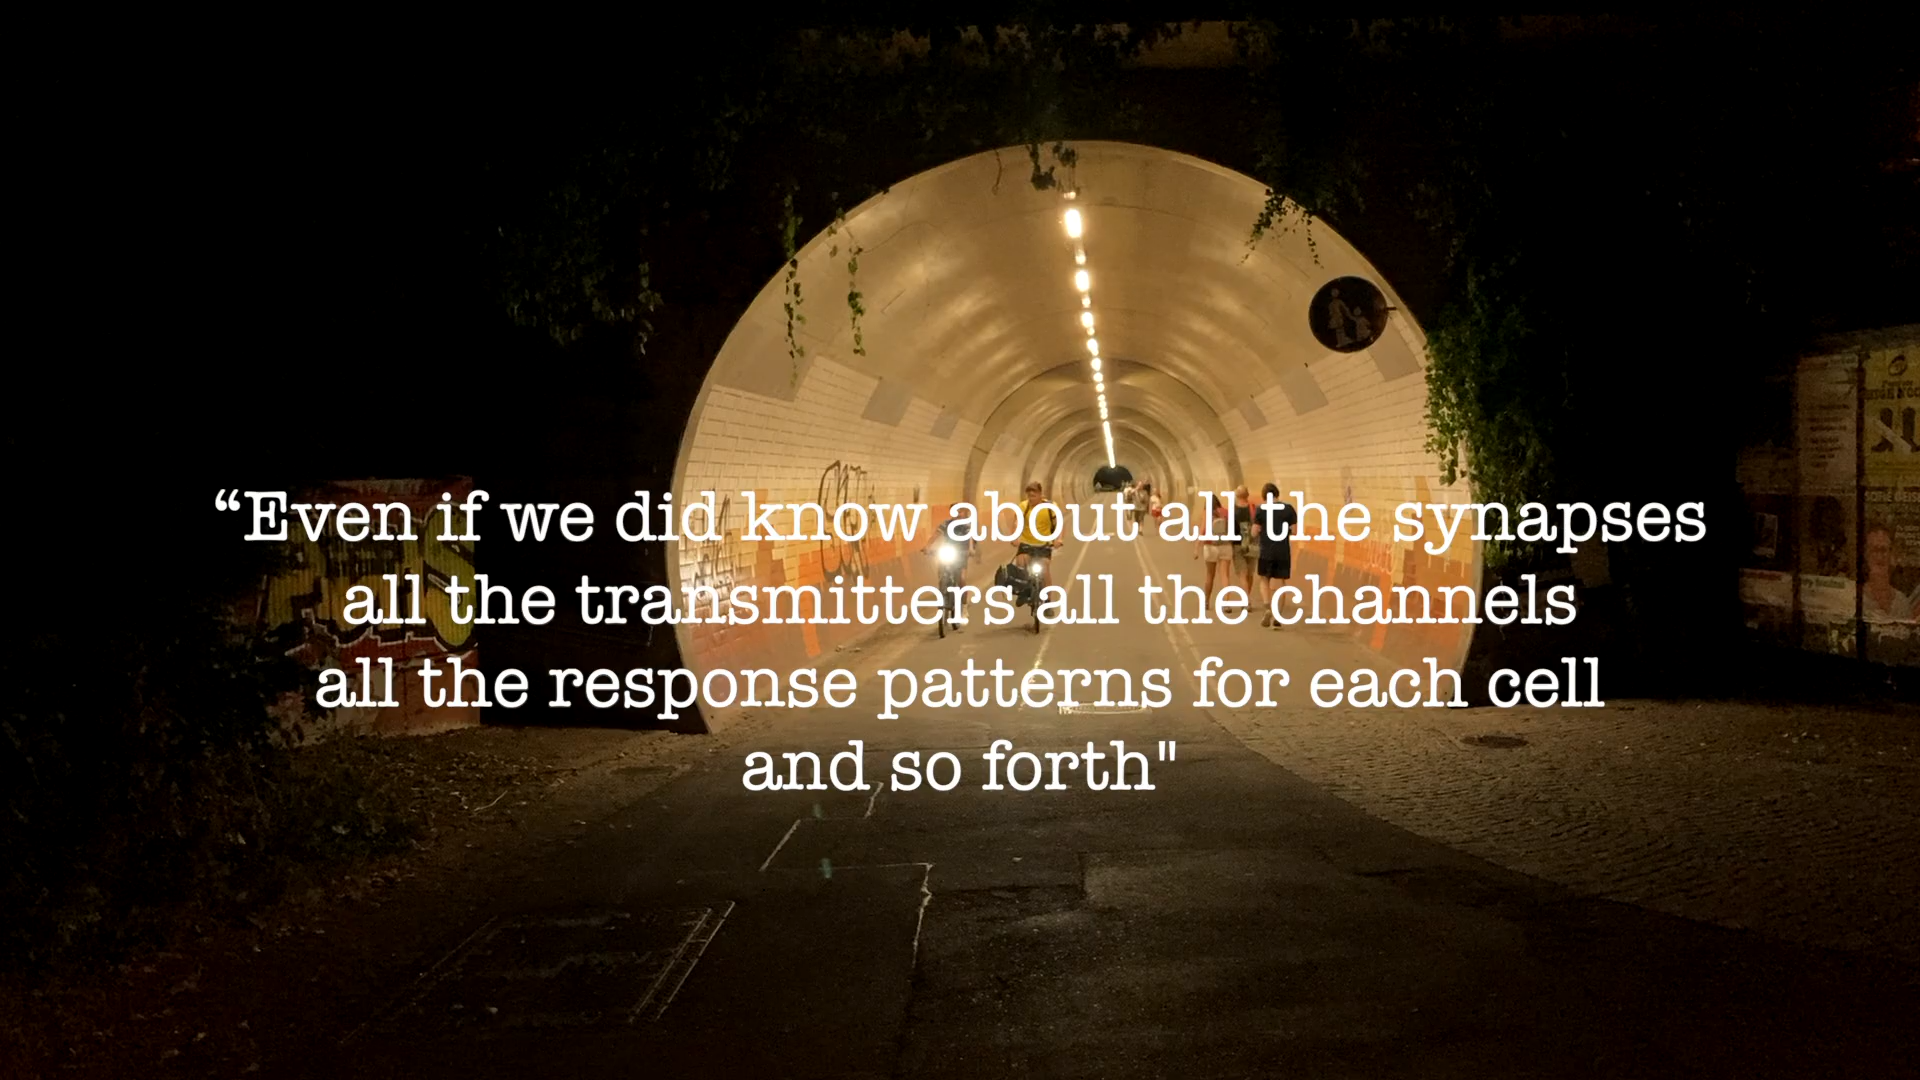 “Even if we did know about all the synapses
all the transmitters all the channels
all the response patterns for each cell
and so forth"